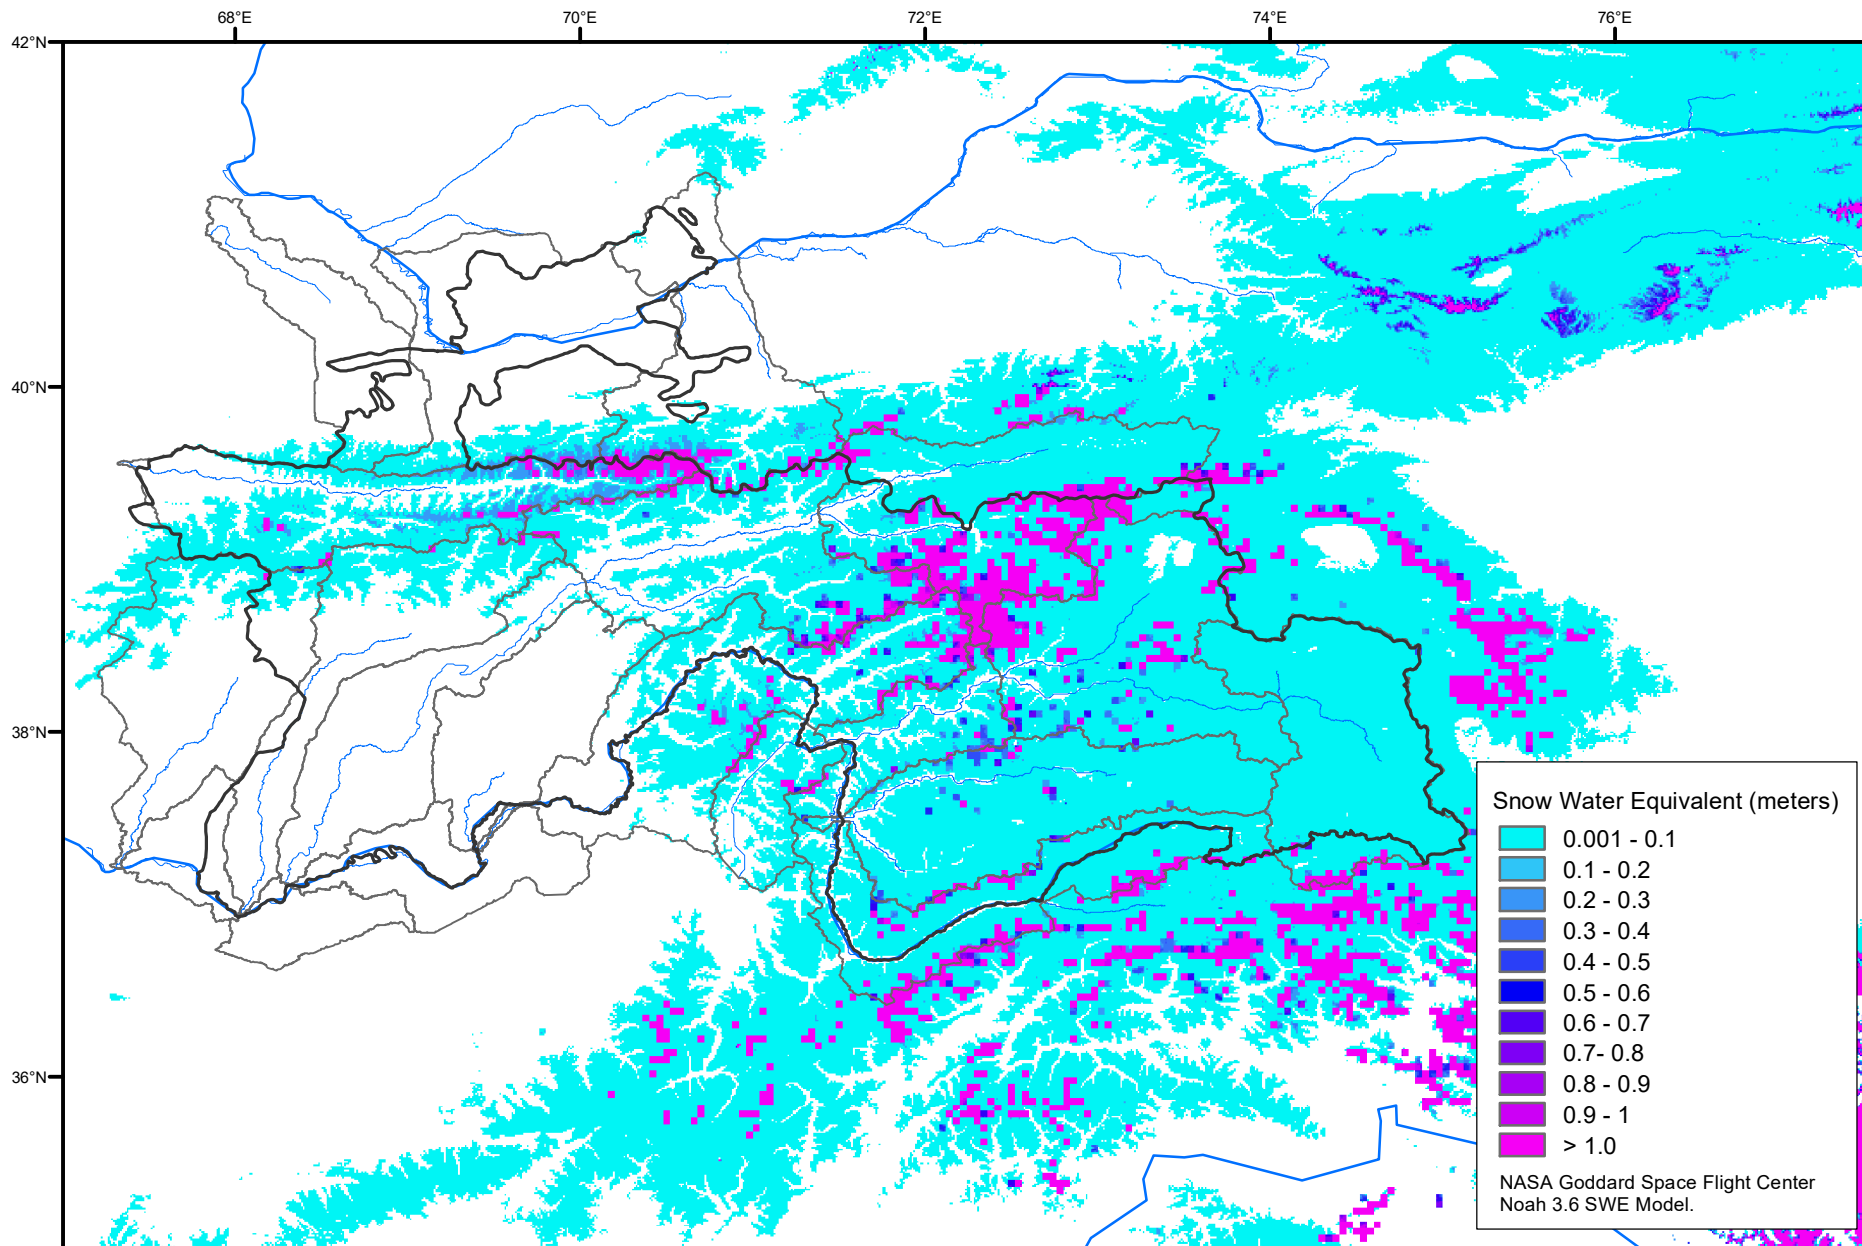 68°E
70°E
72°E
74°E
76°E
42°N
40°N
38°N
36°N
Snow Water Equivalent (meters)
0.001 - 0.1
0.1 - 0.2
0.2 - 0.3
0.3 - 0.4
0.4 - 0.5
0.5 - 0.6
0.6 - 0.7
0.7- 0.8
0.8 - 0.9
0.9 - 1
> 1.0
NASA Goddard Space Flight Center
Noah 3.6 SWE Model.